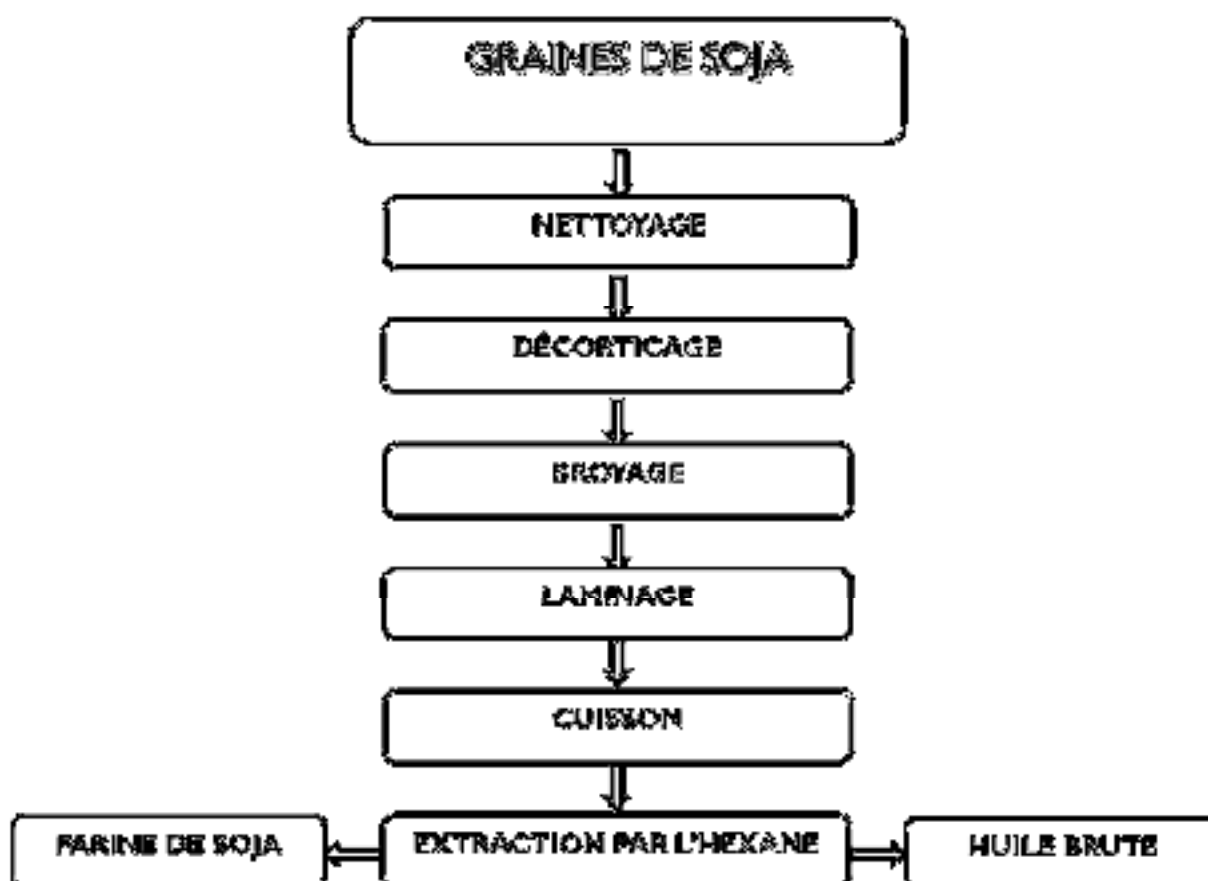 GRAINES DE SOJA
NETTOYAGE
DÉCORTICAGE
BROYAGE
LAMINAGE
CUISSON
FARINE DE SOJA
EXTRACTION PAR L'HEXANE
HUILE BRUTE